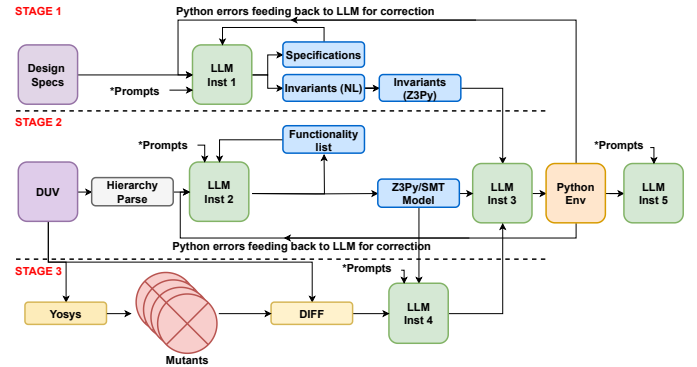 STAGE 1
Python errors feeding back to LLM for correction
Design
Specs
*Prompts
LLM
Inst 1
Specifications
Invariants (NL)
Invariants
(Z3Py)
STAGE 2
*Prompts
Functionality
list
DUV
Hierarchy
Parse
LLM
Inst 2
Z3Py/SMT
Model
LLM
Inst 3
Python
Env
*Prompts
LLM
Inst 5
Python errors feeding back to LLM for correction
STAGE 3
*Prompts
Yosys
Mutants
DIFF
LLM
Inst 4